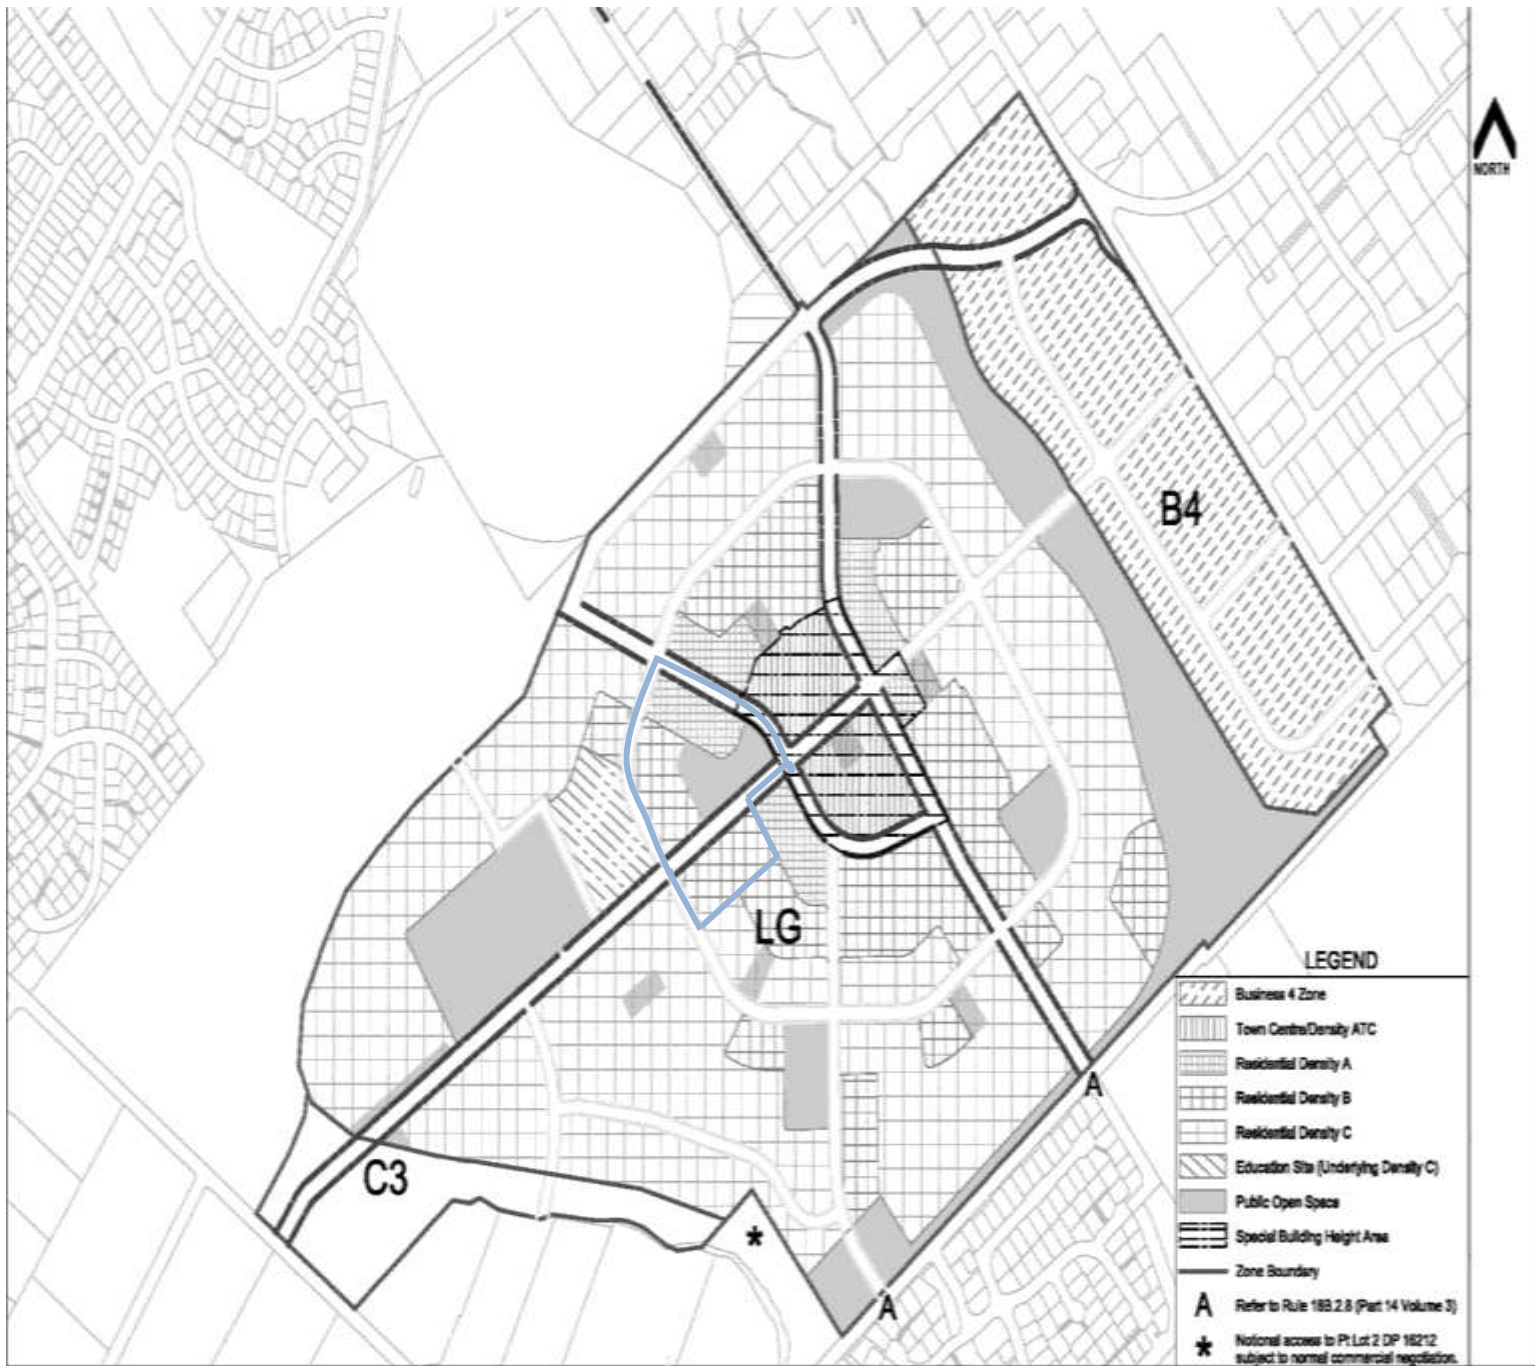 NORTH
B4
LG
C3
A
A
*
LEGEND
Business 4 Zone
Town Centre/Density ATC
Residential Density A
Residential Density B
Residential Density C
Education Site (Underlying Density C)
Public Open Space
Special Building Height Area
Zone Boundary
A Refer to Rule 18B.2.8 (Part 14 Volume 3)
* Notional access to Pt Lot 2 DP 16212
subject to normal commercial negotiation.